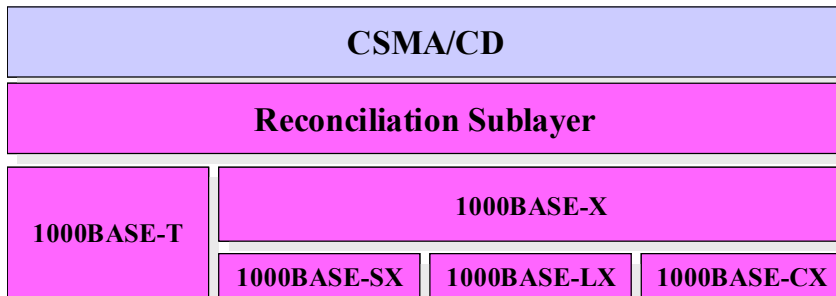 CSMA/CD
Reconciliation Sublayer
1000BASE-T
1000BASE-X
1000BASE-SX
1000BASE-LX
1000BASE-CX